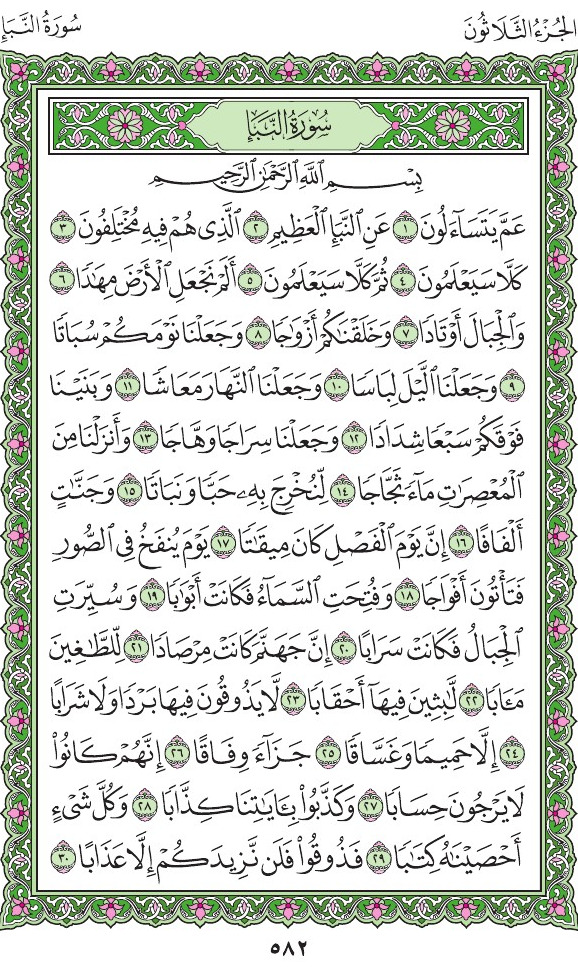 الجُزْءُ الثَّلَاثُونَ
سُورَةُ النَّبَإِ
سُورَةُ النَّبَإِ
بِسْمِ ٱللَّهِ ٱلرَّحْمَٰنِ ٱلرَّحِيمِ
عَمَّ يَتَسَآءَلُونَ ١ عَنِ ٱلنَّبَإِ ٱلْعَظِيمِ ٢ ٱلَّذِى هُمْ فِيهِ مُخْتَلِفُونَ ٣
كَلَّا سَيَعْلَمُونَ ٤ ثُمَّ كَلَّا سَيَعْلَمُونَ ٥ أَلَمْ نَجْعَلِ ٱلْأَرْضَ مِهَٰدًا ٦
وَٱلْجِبَالَ أَوْتَادًا ٧ وَخَلَقْنَٰكُمْ أَزْوَٰجًا ٨ وَجَعَلْنَا نَوْمَكُمْ سُبَاتًا
٩ وَجَعَلْنَا ٱلَّيْلَ لِبَاسًا ١٠ وَجَعَلْنَا ٱلنَّهَارَ مَعَاشًا ١١ وَبَنَيْنَا
فَوْقَكُمْ سَبْعًا شِدَادًا ١٢ وَجَعَلْنَا سِرَاجًا وَهَّاجًا ١٣ وَأَنزَلْنَا مِنَ
ٱلْمُعْصِرَٰتِ مَآءً ثَجَّاجًا ١٤ لِّنُخْرِجَ بِهِۦ حَبًّا وَنَبَاتًا ١٥ وَجَنَّٰتٍ
أَلْفَافًا ١٦ إِنَّ يَوْمَ ٱلْفَصْلِ كَانَ مِيقَٰتًا ١٧ يَوْمَ يُنفَخُ فِى ٱلصُّورِ
فَتَأْتُونَ أَفْوَاجًا ١٨ وَفُتِحَتِ ٱلسَّمَآءُ فَكَانَتْ أَبْوَٰبًا ١٩ وَسُيِّرَتِ
ٱلْجِبَالُ فَكَانَتْ سَرَابًا ٢٠ إِنَّ جَهَنَّمَ كَانَتْ مِرْصَادًا ٢١ لِّلطَّٰغِينَ
مَـَٔابًا ٢٢ لَّٰبِثِينَ فِيهَآ أَحْقَابًا ٢٣ لَّا يَذُوقُونَ فِيهَا بَرْدًا وَلَا شَرَابًا
٢٤ إِلَّا حَمِيمًا وَغَسَّاقًا ٢٥ جَزَآءً وِفَاقًا ٢٦ إِنَّهُمْ كَانُوا۟
لَا يَرْجُونَ حِسَابًا ٢٧ وَكَذَّبُوا۟ بِـَٔايَٰتِنَا كِذَّابًا ٢٨ وَكُلَّ شَىْءٍ
أَحْصَيْنَٰهُ كِتَٰبًا ٢٩ فَذُوقُوا۟ فَلَن نَّزِيدَكُمْ إِلَّا عَذَابًا ٣٠
٥٨٢